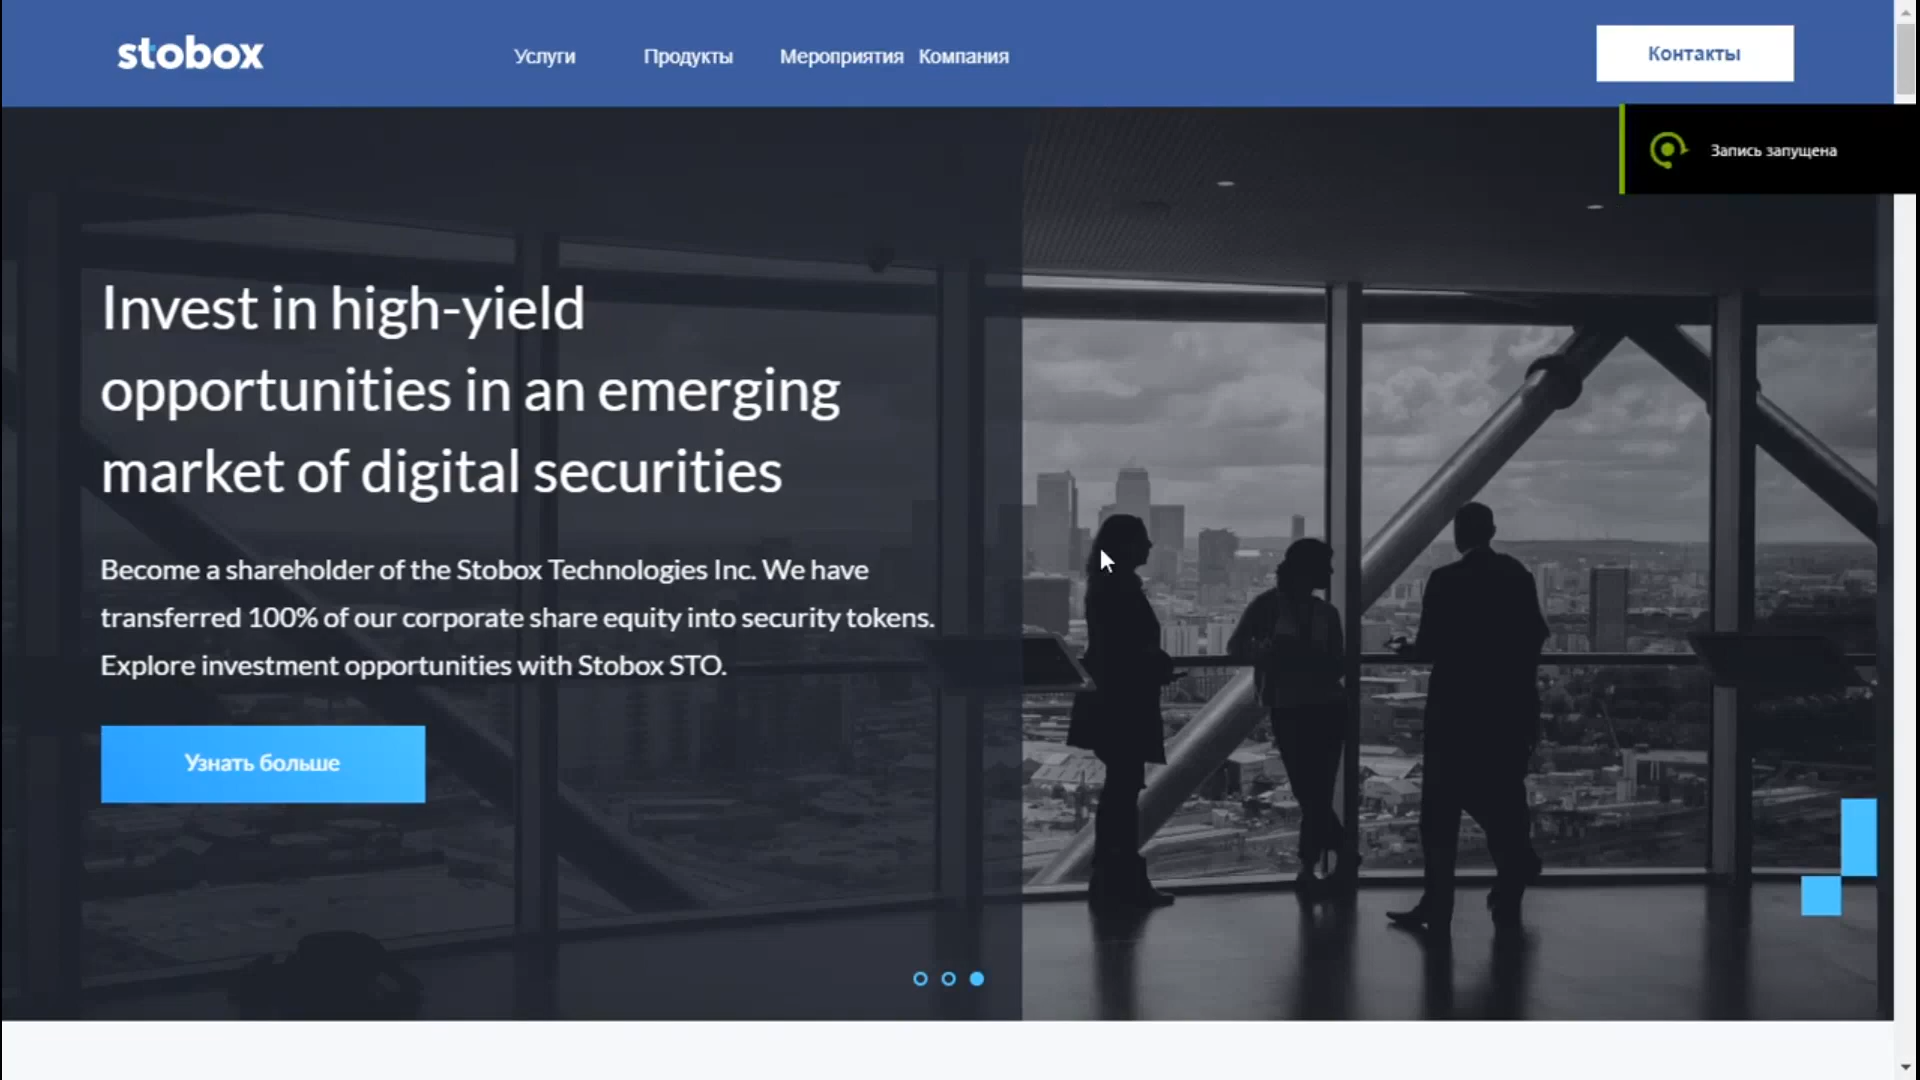 stobox
Услуги
Продукты
Мероприятия
Компания
Контакты
Запись запущена
Invest in high-yield
opportunities in an emerging
market of digital securities
Become a shareholder of the Stobox Technologies Inc. We have
transferred 100% of our corporate share equity into security tokens.
Explore investment opportunities with Stobox STO.
Узнать больше